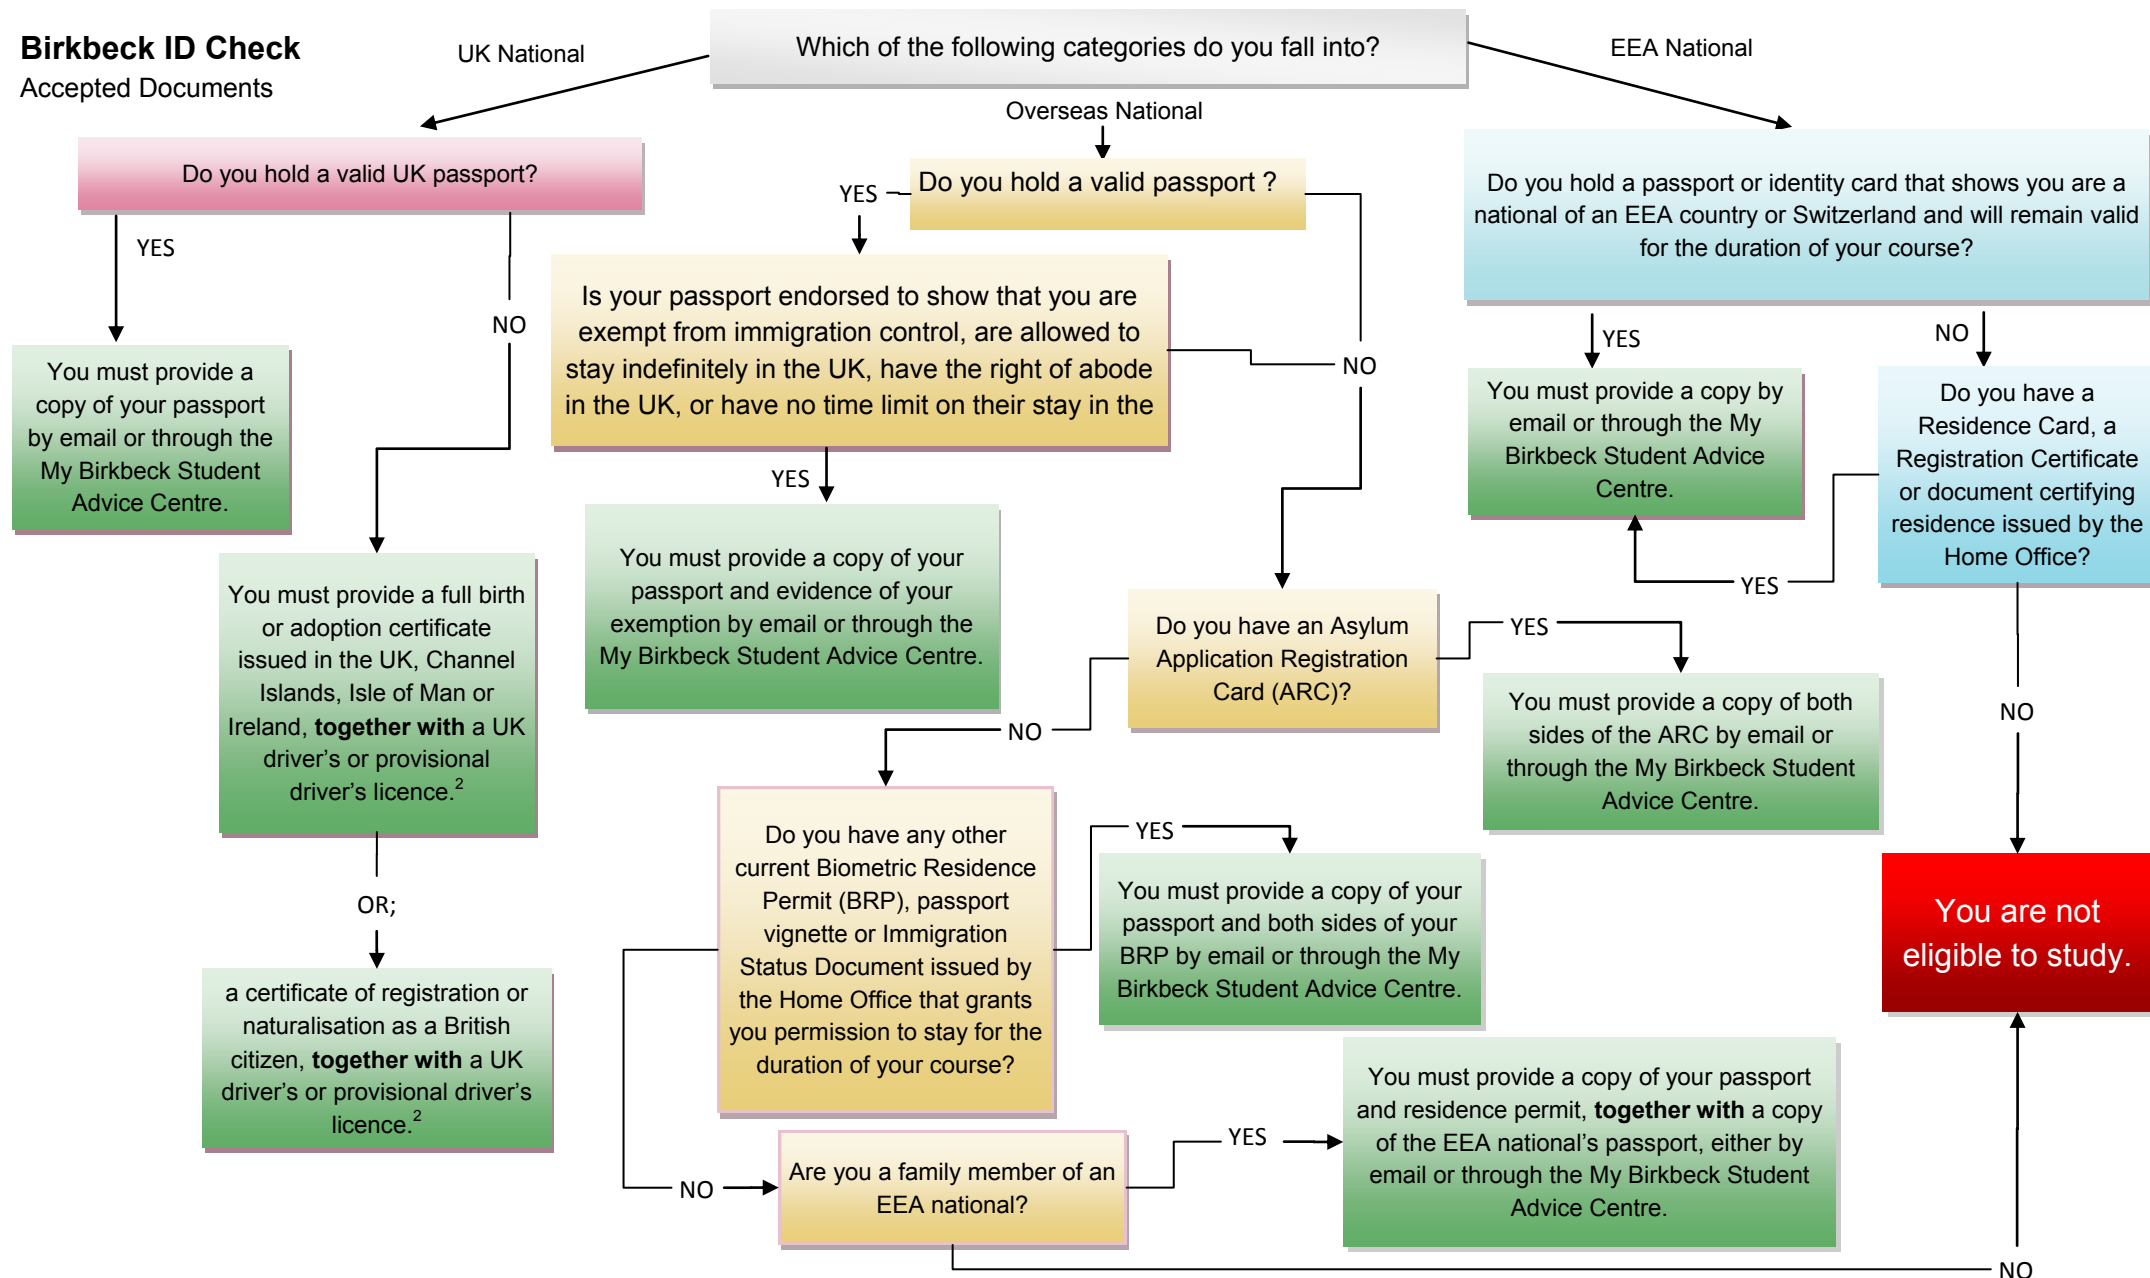 Birkbeck ID Check
Accepted Documents
Which of the following categories do you fall into?
UK National
Overseas National
EEA National
Do you hold a valid UK passport?
YES
NO
You must provide a
copy of your passport
by email or through the
My Birkbeck Student
Advice Centre.
You must provide a full birth
or adoption certificate
issued in the UK, Channel
Islands, Isle of Man or
Ireland, together with a UK
driver’s or provisional
driver’s licence.2
OR;
a certificate of registration or
naturalisation as a British
citizen, together with a UK
driver’s or provisional driver’s
licence.2
Do you hold a valid passport ?
YES
NO
Is your passport endorsed to show that you are
exempt from immigration control, are allowed to
stay indefinitely in the UK, have the right of abode
in the UK, or have no time limit on their stay in the
YES
You must provide a copy of your
passport and evidence of your
exemption by email or through the
My Birkbeck Student Advice Centre.
Do you have an Asylum
Application Registration
Card (ARC)?
YES
You must provide a copy of both
sides of the ARC by email or
through the My Birkbeck Student
Advice Centre.
NO
Do you have any other
current Biometric Residence
Permit (BRP), passport
vignette or Immigration
Status Document issued by
the Home Office that grants
you permission to stay for the
duration of your course?
YES
You must provide a copy of your
passport and both sides of your
BRP by email or through the My
Birkbeck Student Advice Centre.
NO
Are you a family member of an
EEA national?
YES
You must provide a copy of your passport
and residence permit, together with a copy
of the EEA national’s passport, either by
email or through the My Birkbeck Student
Advice Centre.
NO
Do you hold a passport or identity card that shows you are a
national of an EEA country or Switzerland and will remain valid
for the duration of your course?
YES
NO
You must provide a copy by
email or through the My
Birkbeck Student Advice
Centre.
Do you have a
Residence Card, a
Registration Certificate
or document certifying
residence issued by the
Home Office?
YES
NO
You are not
eligible to study.